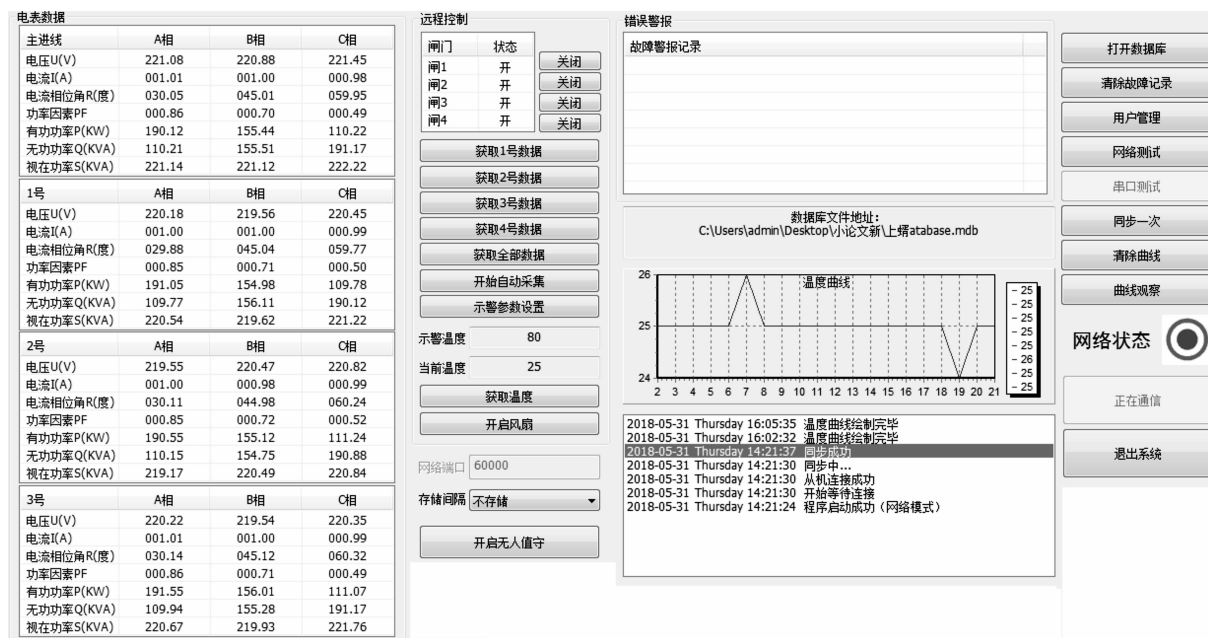 电表数据
主进线 A相 B相 C相
电压U(V) 221.08 220.88 221.45
电流I(A) 001.01 001.00 000.98
电流相位角R(度) 030.05 045.01 059.95
功率因素PF 000.86 000.70 000.49
有功功率P(KW) 190.12 155.44 110.22
无功功率Q(KVA) 110.21 155.51 191.17
视在功率S(KVA) 221.14 221.12 222.22
1号 A相 B相 C相
电压U(V) 220.18 219.56 220.45
电流I(A) 001.00 001.00 000.99
电流相位角R(度) 029.88 045.04 059.77
功率因素PF 000.85 000.71 000.50
有功功率P(KW) 191.05 154.98 109.78
无功功率Q(KVA) 109.77 156.11 190.12
视在功率S(KVA) 220.54 219.62 221.22
2号 A相 B相 C相
电压U(V) 219.55 220.47 220.82
电流I(A) 001.00 000.98 000.99
电流相位角R(度) 030.11 044.98 060.24
功率因素PF 000.85 000.72 000.52
有功功率P(KW) 190.55 155.12 111.24
无功功率Q(KVA) 110.15 154.75 190.88
视在功率S(KVA) 219.17 220.49 220.84
3号 A相 B相 C相
电压U(V) 220.22 219.54 220.35
电流I(A) 001.01 001.00 000.99
电流相位角R(度) 030.14 045.12 060.32
功率因素PF 000.86 000.71 000.49
有功功率P(KW) 191.55 156.01 111.07
无功功率Q(KVA) 109.94 155.28 191.17
视在功率S(KVA) 220.67 219.93 221.76
远程控制
闸门 状态
闸1 开 关闭
闸2 开 关闭
闸3 开 关闭
闸4 开 关闭
获取1号数据
获取2号数据
获取3号数据
获取4号数据
获取全部数据
开始自动采集
示警参数设置
示警温度 80
当前温度 25
获取温度
开启风扇
网络端口 60000
存储间隔 不存储
开启无人值守
错误警报
故障警报记录
数据库文件地址:
C:\Users\admin\Desktop\小论文新\上蝑atabase.mdb
温度曲线
26
25
24
2 3 4 5 6 7 8 9 10 11 12 13 14 15 16 17 18 19 20 21
- 25
- 25
- 25
- 25
- 25
- 26
- 25
- 25
2018-05-31 Thursday 16:05:35 温度曲线绘制完毕
2018-05-31 Thursday 16:02:32 温度曲线绘制完毕
2018-05-31 Thursday 14:21:37 同步成功
2018-05-31 Thursday 14:21:30 同步中...
2018-05-31 Thursday 14:21:30 从机连接成功
2018-05-31 Thursday 14:21:30 开始等待连接
2018-05-31 Thursday 14:21:24 程序启动成功（网络模式）
打开数据库
清除故障记录
用户管理
网络测试
串口测试
同步一次
清除曲线
曲线观察
网络状态
正在通信
退出系统